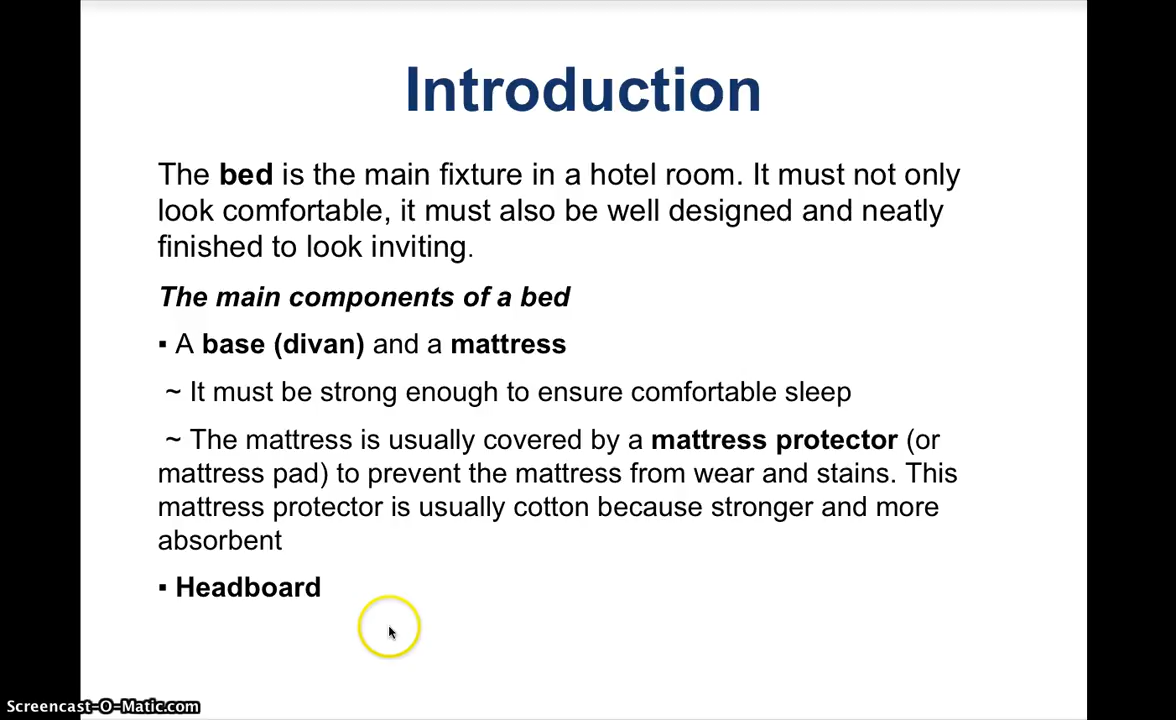 Introduction
The bed is the main fixture in a hotel room. It must not only
look comfortable, it must also be well designed and neatly
finished to look inviting.
The main components of a bed
▪ A base (divan) and a mattress
~ It must be strong enough to ensure comfortable sleep
~ The mattress is usually covered by a mattress protector (or
mattress pad) to prevent the mattress from wear and stains. This
mattress protector is usually cotton because stronger and more
absorbent
▪ Headboard
Screencast-O-Matic.com